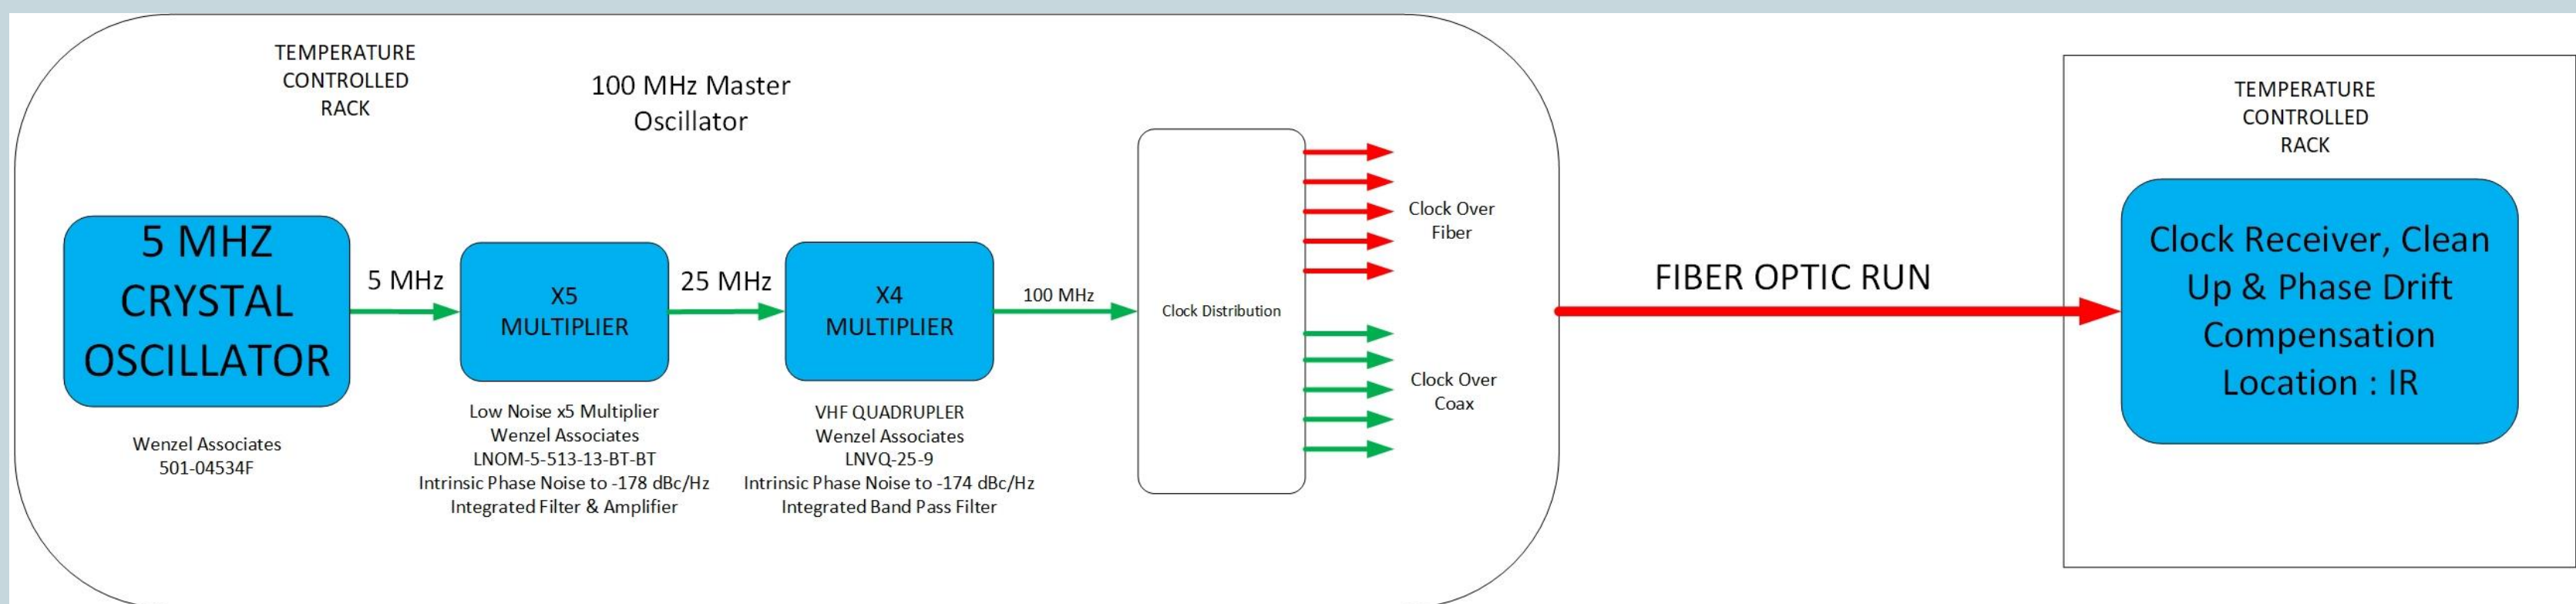 TEMPERATURE
CONTROLLED
RACK
100 MHz Master
Oscillator
5 MHZ
CRYSTAL
OSCILLATOR
Wenzel Associates
501-04534F
5 MHz
X5
MULTIPLIER
Low Noise x5 Multiplier
Wenzel Associates
LNOM-5-513-13-BT-BT
Intrinsic Phase Noise to -178 dBc/Hz
Integrated Filter & Amplifier
25 MHz
X4
MULTIPLIER
VHF QUADRUPLER
Wenzel Associates
LNVQ-25-9
Intrinsic Phase Noise to -174 dBc/Hz
Integrated Band Pass Filter
100 MHz
Clock Distribution
Clock Over
Fiber
Clock Over
Coax
FIBER OPTIC RUN
TEMPERATURE
CONTROLLED
RACK
Clock Receiver, Clean
Up & Phase Drift
Compensation
Location : IR